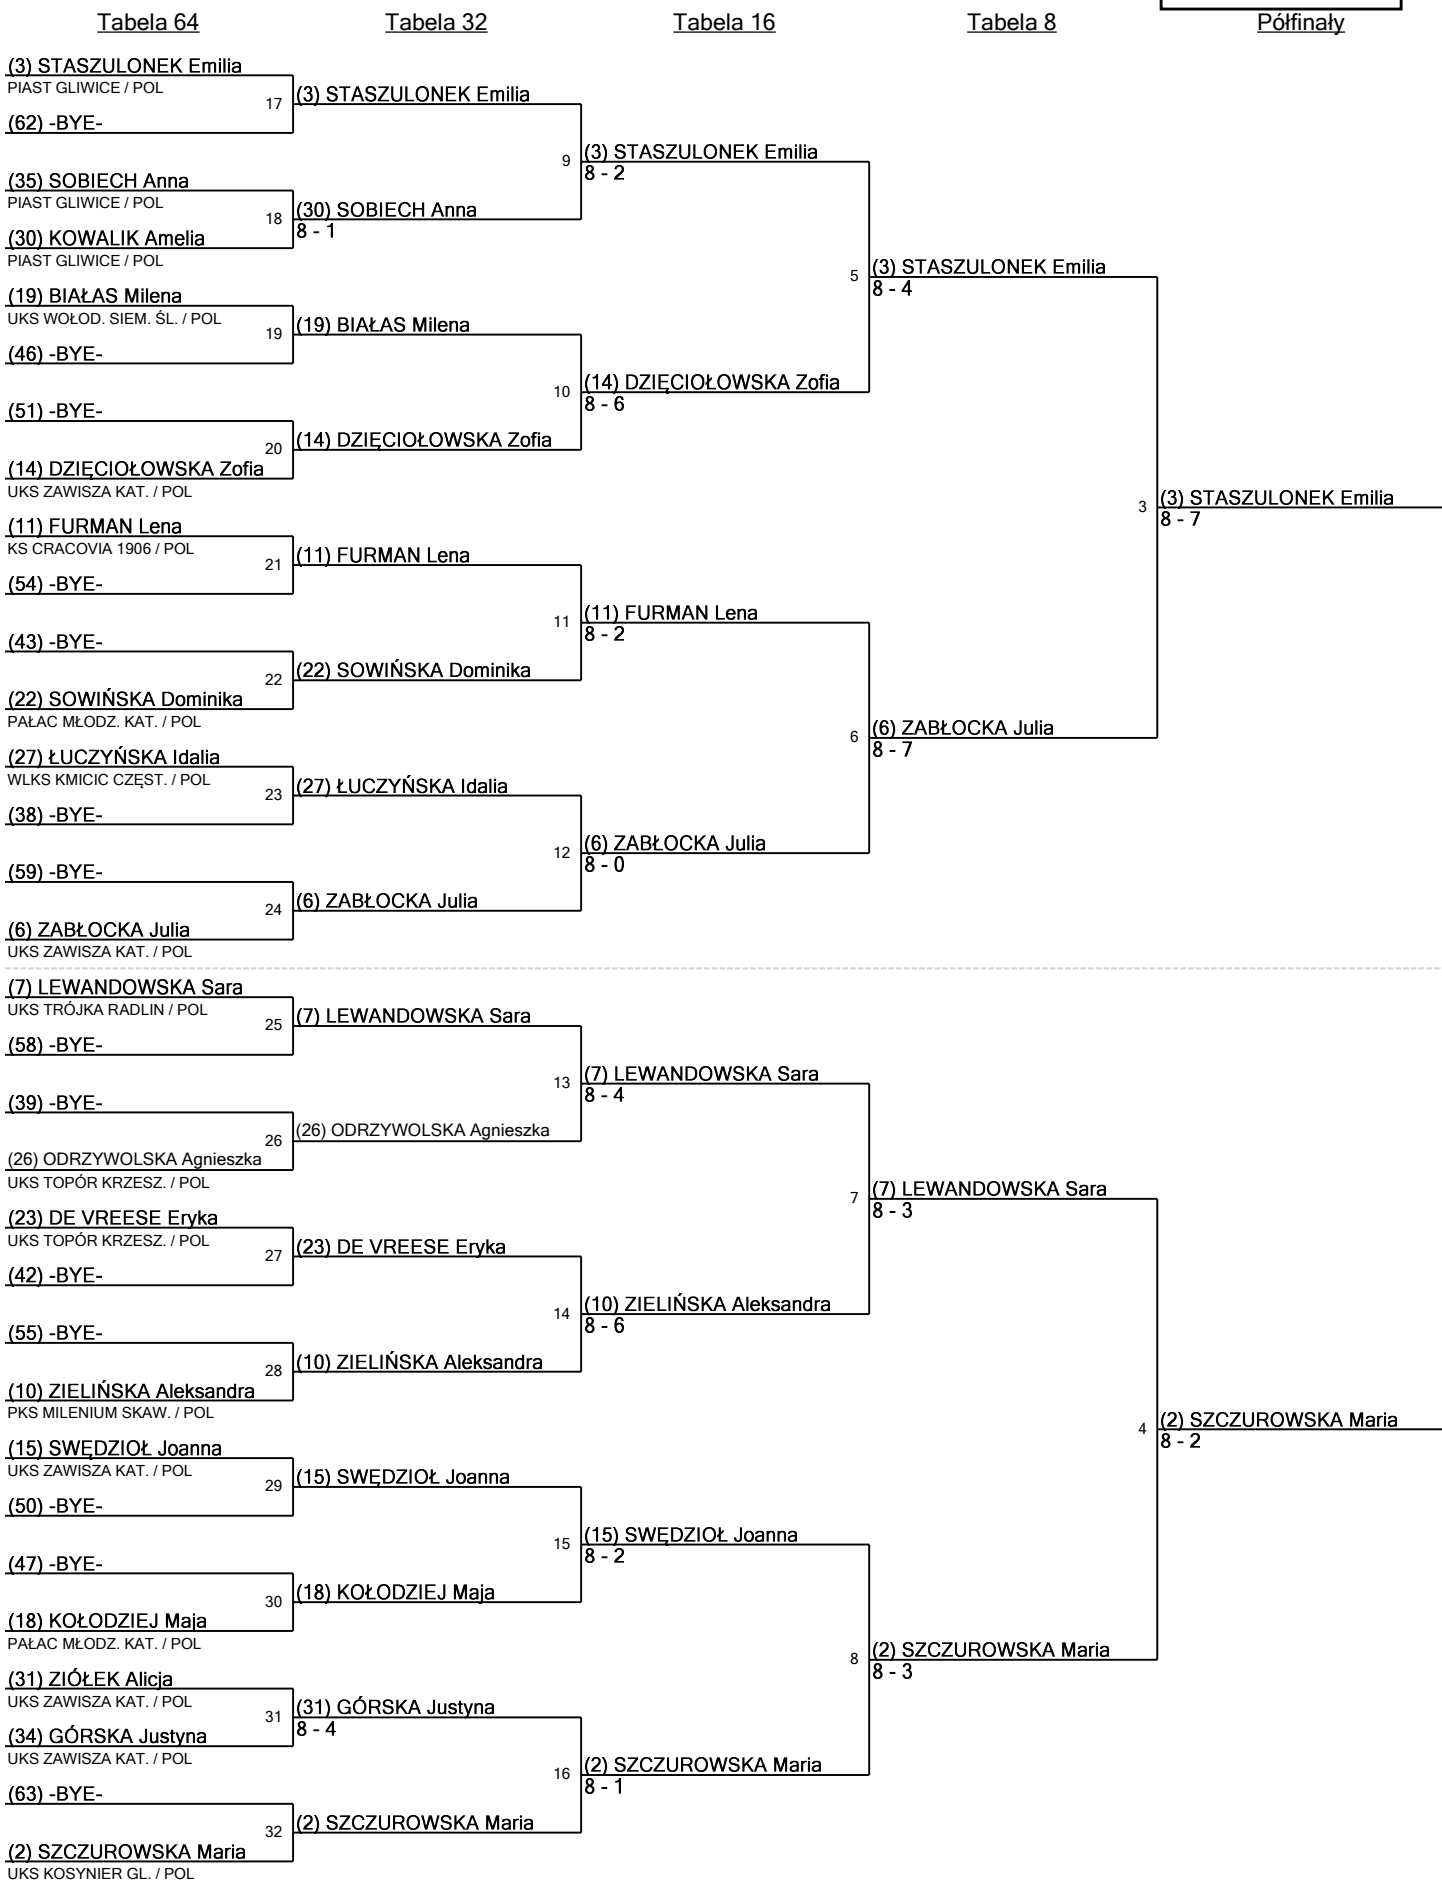 Tabela 64
Tabela 32
Tabela 16
Tabela 8
Półfinały
(3) STASZULONEK Emilia
PIAST GLIWICE / POL
17
(62) -BYE-
(35) SOBIECH Anna
PIAST GLIWICE / POL
18
(30) KOWALIK Amelia
PIAST GLIWICE / POL
(19) BIAŁAS Milena
UKS WOŁOD. SIEM. ŚL. / POL
19
(46) -BYE-
(51) -BYE-
20
(14) DZIĘCIOŁOWSKA Zofia
UKS ZAWISZA KAT. / POL
(11) FURMAN Lena
KS CRACOVIA 1906 / POL
21
(54) -BYE-
(43) -BYE-
22
(22) SOWIŃSKA Dominika
PAŁAC MŁODZ. KAT. / POL
(27) ŁUCZYŃSKA Idalia
WLKS KMICIC CZĘST. / POL
23
(38) -BYE-
(59) -BYE-
24
(6) ZABŁOCKA Julia
UKS ZAWISZA KAT. / POL
(7) LEWANDOWSKA Sara
UKS TRÓJKA RADLIN / POL
25
(58) -BYE-
(39) -BYE-
26
(26) ODRZYWOLSKA Agnieszka
UKS TOPÓR KRZESZ. / POL
(23) DE VREESE Eryka
UKS TOPÓR KRZESZ. / POL
27
(42) -BYE-
(55) -BYE-
28
(10) ZIELIŃSKA Aleksandra
PKS MILENIUM SKAW. / POL
(15) SWĘDZIOŁ Joanna
UKS ZAWISZA KAT. / POL
29
(50) -BYE-
(47) -BYE-
30
(18) KOŁODZIEJ Maja
PAŁAC MŁODZ. KAT. / POL
(31) ZIÓŁEK Alicja
UKS ZAWISZA KAT. / POL
31
(34) GÓRSKA Justyna
UKS ZAWISZA KAT. / POL
(63) -BYE-
32
(2) SZCZUROWSKA Maria
UKS KOSYNIER GL. / POL
(3) STASZULONEK Emilia
9
(30) SOBIECH Anna
8 - 1
(19) BIAŁAS Milena
10
(14) DZIĘCIOŁOWSKA Zofia
(11) FURMAN Lena
11
(22) SOWIŃSKA Dominika
(27) ŁUCZYŃSKA Idalia
12
(6) ZABŁOCKA Julia
(7) LEWANDOWSKA Sara
13
(26) ODRZYWOLSKA Agnieszka
(23) DE VREESE Eryka
14
(10) ZIELIŃSKA Aleksandra
(15) SWĘDZIOŁ Joanna
15
(18) KOŁODZIEJ Maja
(31) GÓRSKA Justyna
8 - 4
16
(2) SZCZUROWSKA Maria
(3) STASZULONEK Emilia
8 - 2
5
(14) DZIĘCIOŁOWSKA Zofia
8 - 6
(11) FURMAN Lena
8 - 2
6
(6) ZABŁOCKA Julia
8 - 0
(7) LEWANDOWSKA Sara
8 - 4
7
(10) ZIELIŃSKA Aleksandra
8 - 6
(15) SWĘDZIOŁ Joanna
8 - 2
8
(2) SZCZUROWSKA Maria
8 - 1
(3) STASZULONEK Emilia
8 - 4
3
(6) ZABŁOCKA Julia
8 - 7
(7) LEWANDOWSKA Sara
8 - 3
4
(2) SZCZUROWSKA Maria
8 - 3
(3) STASZULONEK Emilia
8 - 7
(2) SZCZUROWSKA Maria
8 - 2